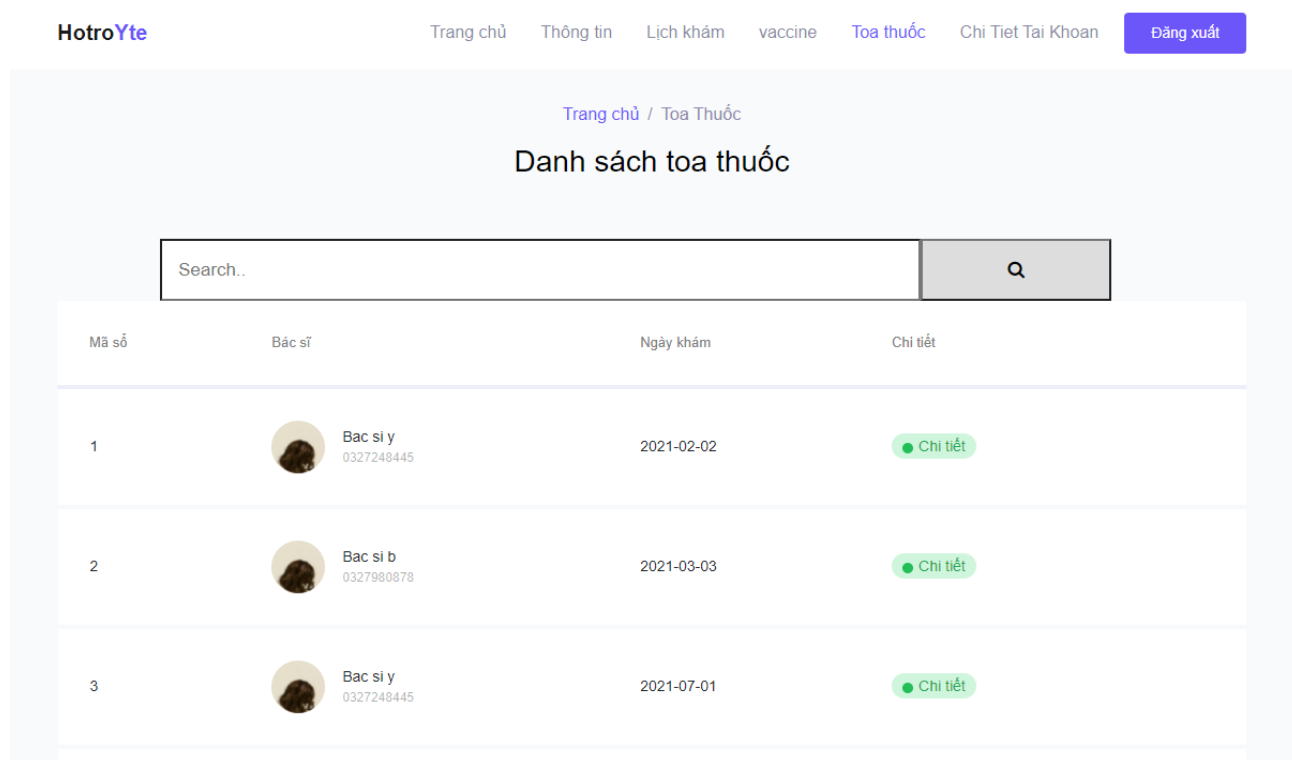 HotroYte Trang chủ Thông tin Lịch khám vaccine Toa thuốc Chi Tiet Tai Khoan Đăng xuất
Trang chủ / Toa Thuốc
Danh sách toa thuốc
Search..
Mã số Bác sĩ Ngày khám Chi tiết
1 Bac si y 2021-02-02 Chi tiết
0327248445
2 Bac si b 2021-03-03 Chi tiết
0327980878
3 Bac si y 2021-07-01 Chi tiết
0327248445